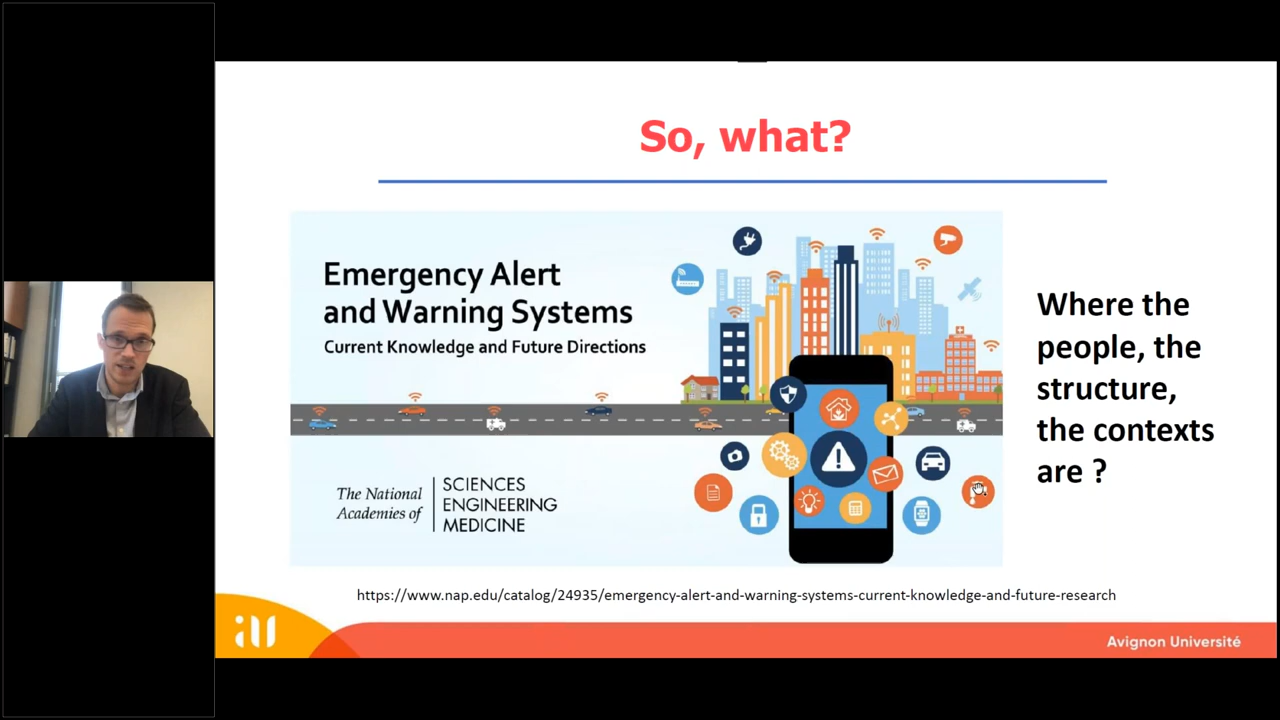 So, what?
Emergency Alert
and Warning Systems
Current Knowledge and Future Directions
The National
Academies of
SCIENCES
ENGINEERING
MEDICINE
Where the
people, the
structure,
the contexts
are ?
https://www.nap.edu/catalog/24935/emergency-alert-and-warning-systems-current-knowledge-and-future-research
au
Avignon Université